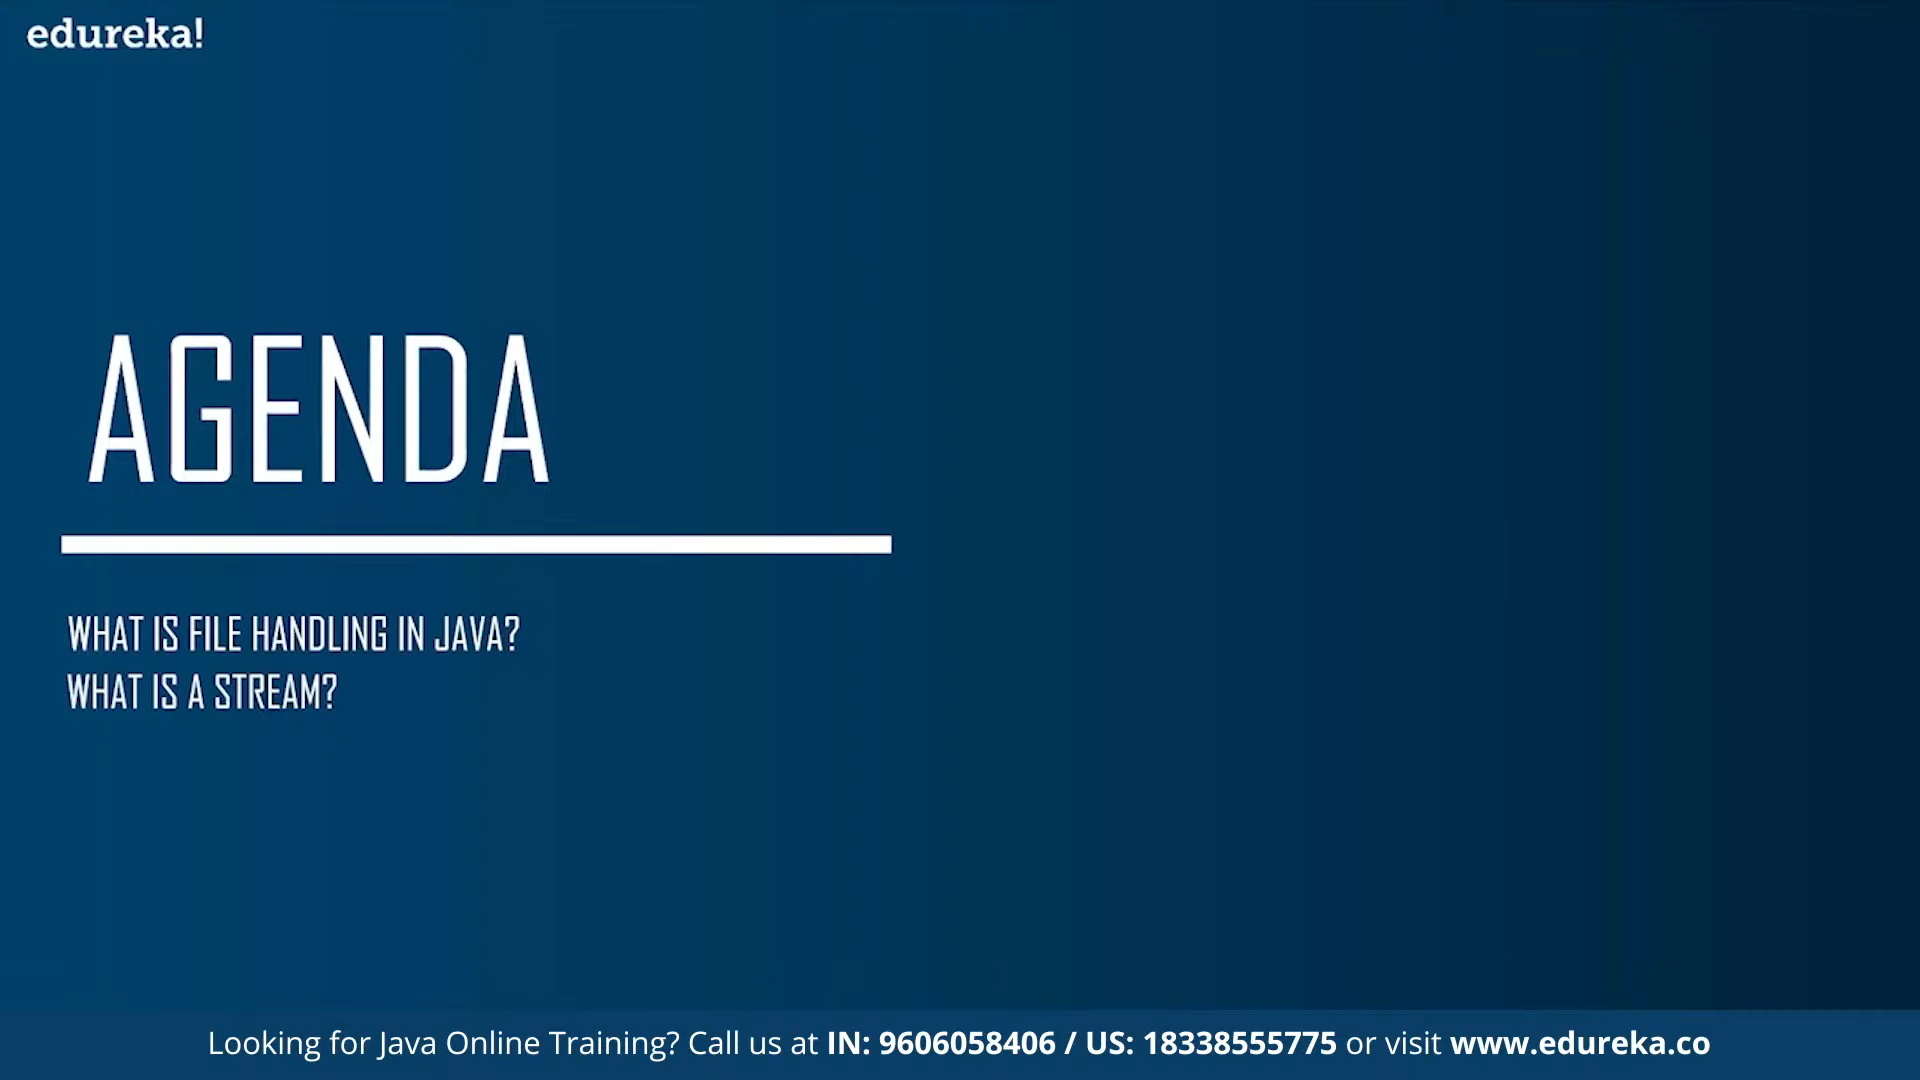 edureka!
AGENDA
WHAT IS FILE HANDLING IN JAVA?
WHAT IS A STREAM?
Looking for Java Online Training? Call us at IN: 9606058406 / US: 18338555775 or visit www.edureka.co